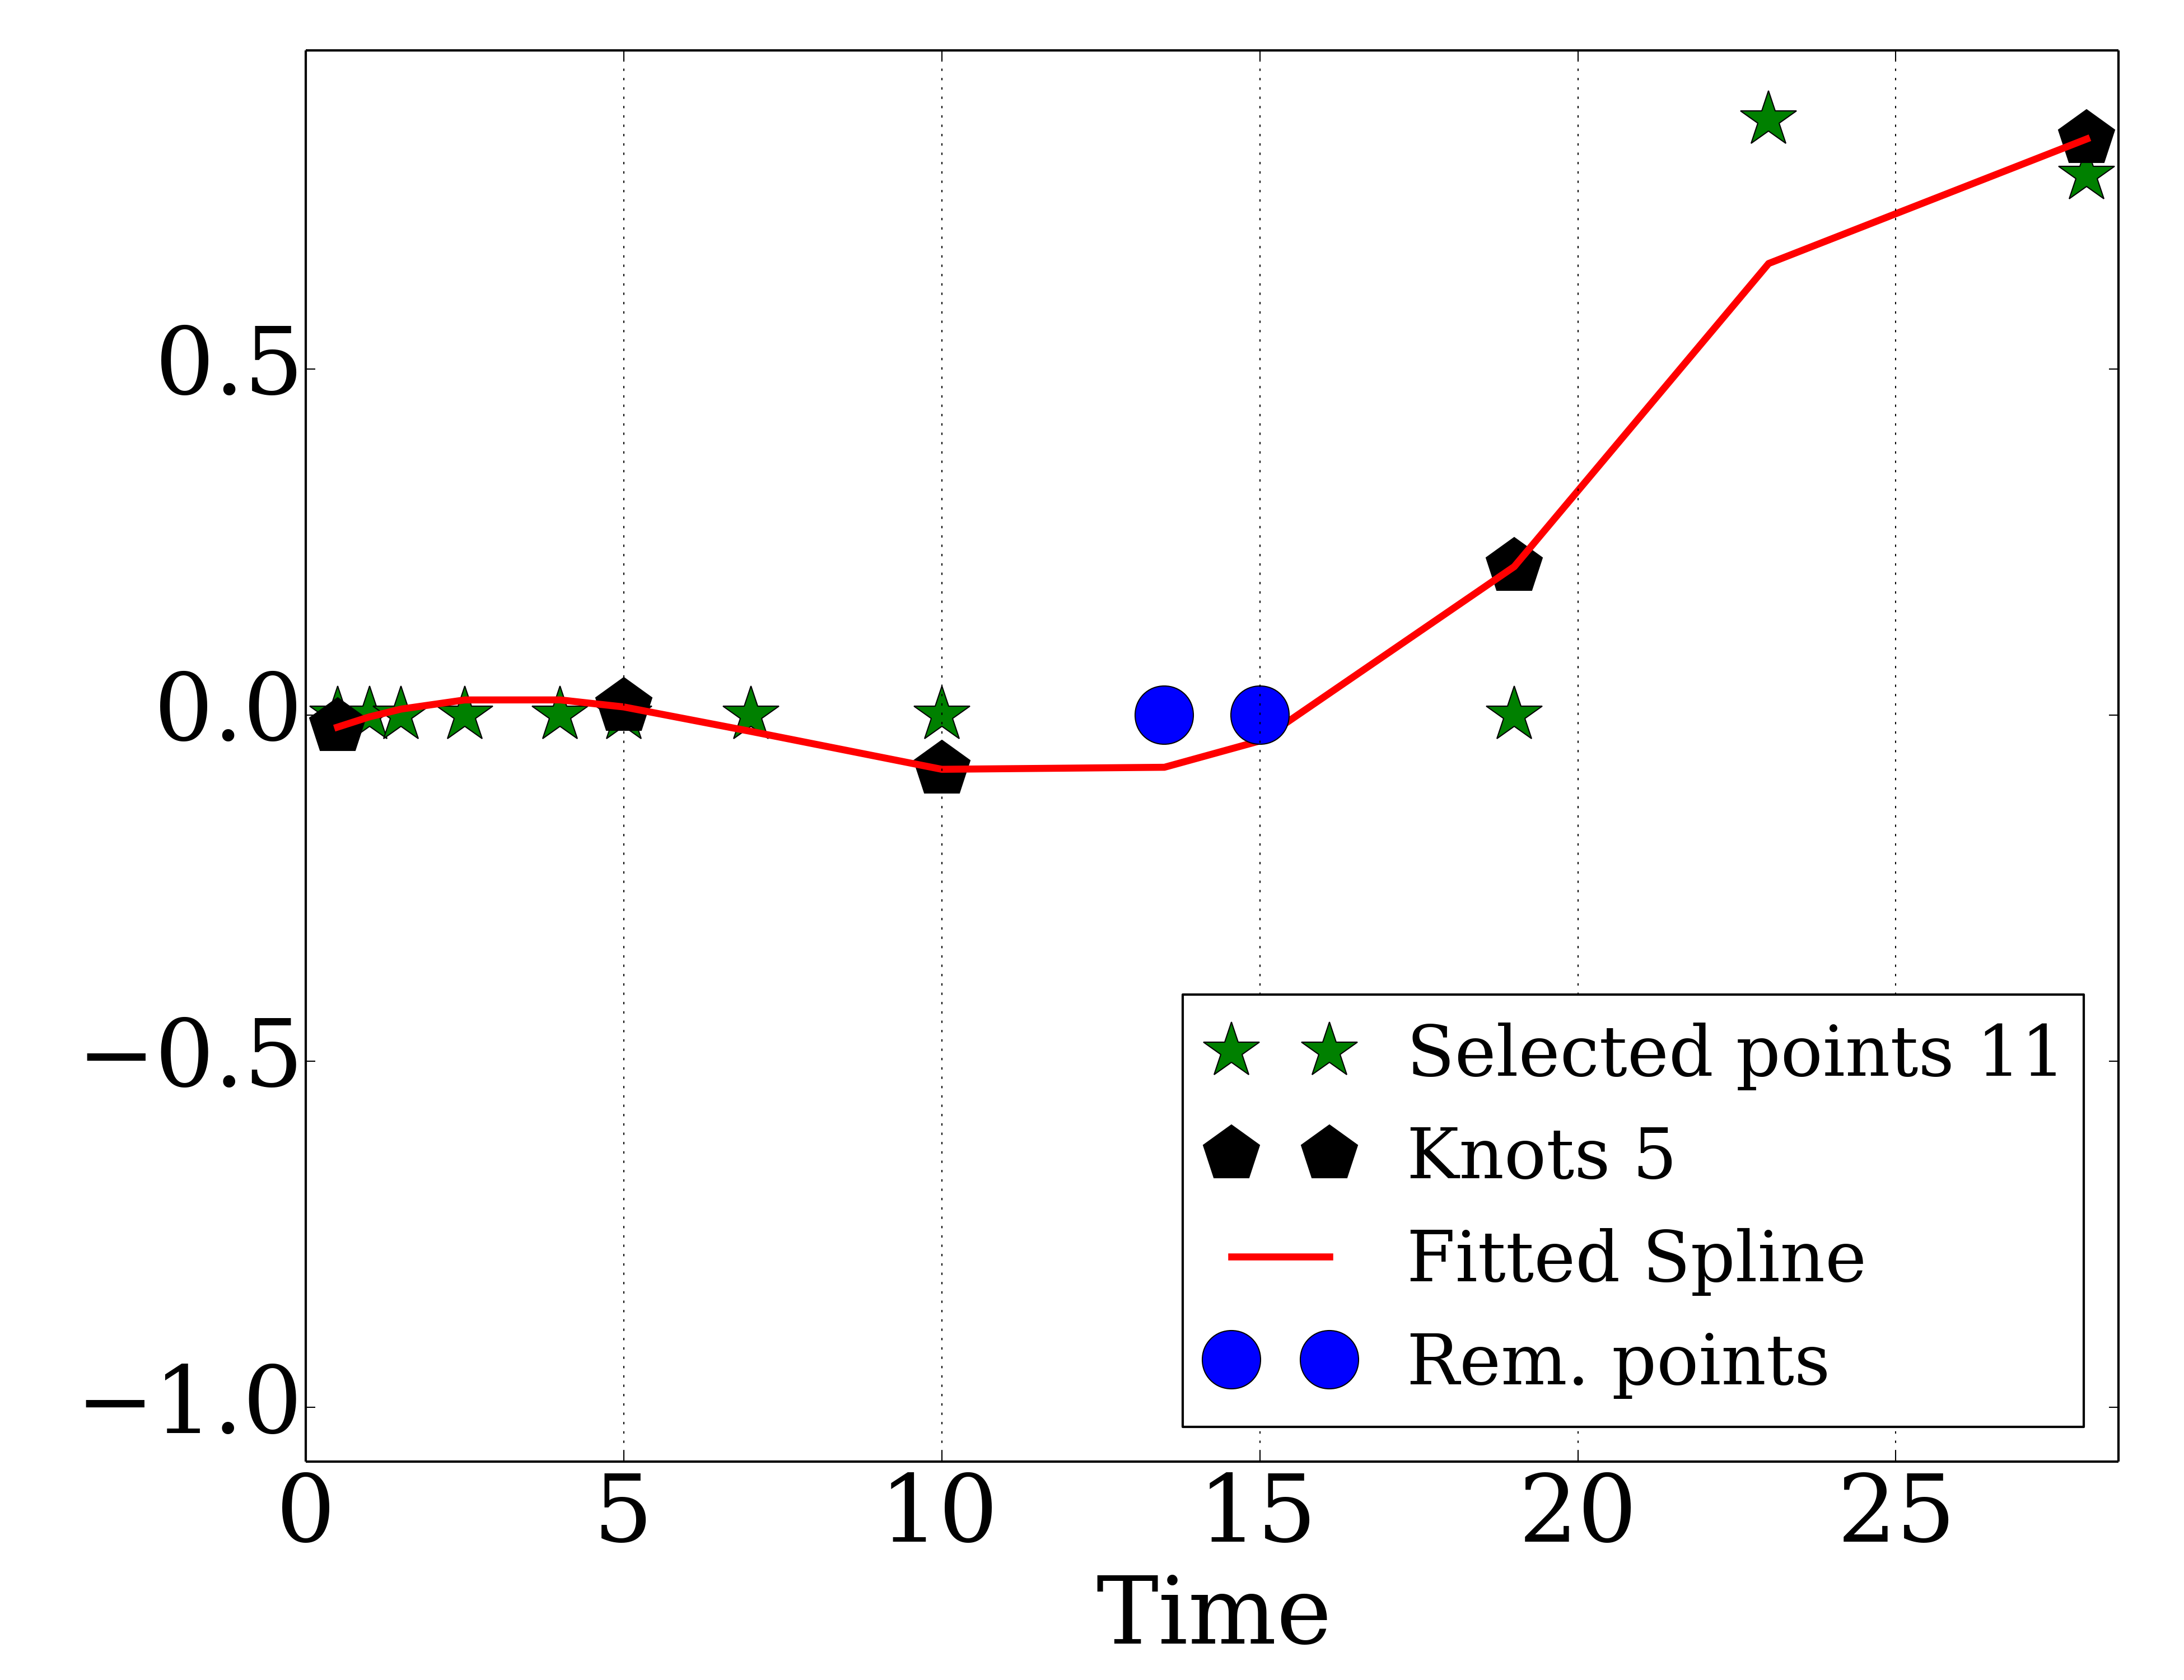 0.5
0.0
−0.5
−1.0
Selected points 11
Knots 5
Fitted Spline
Rem. points
0 5 10 15 20 25
Time